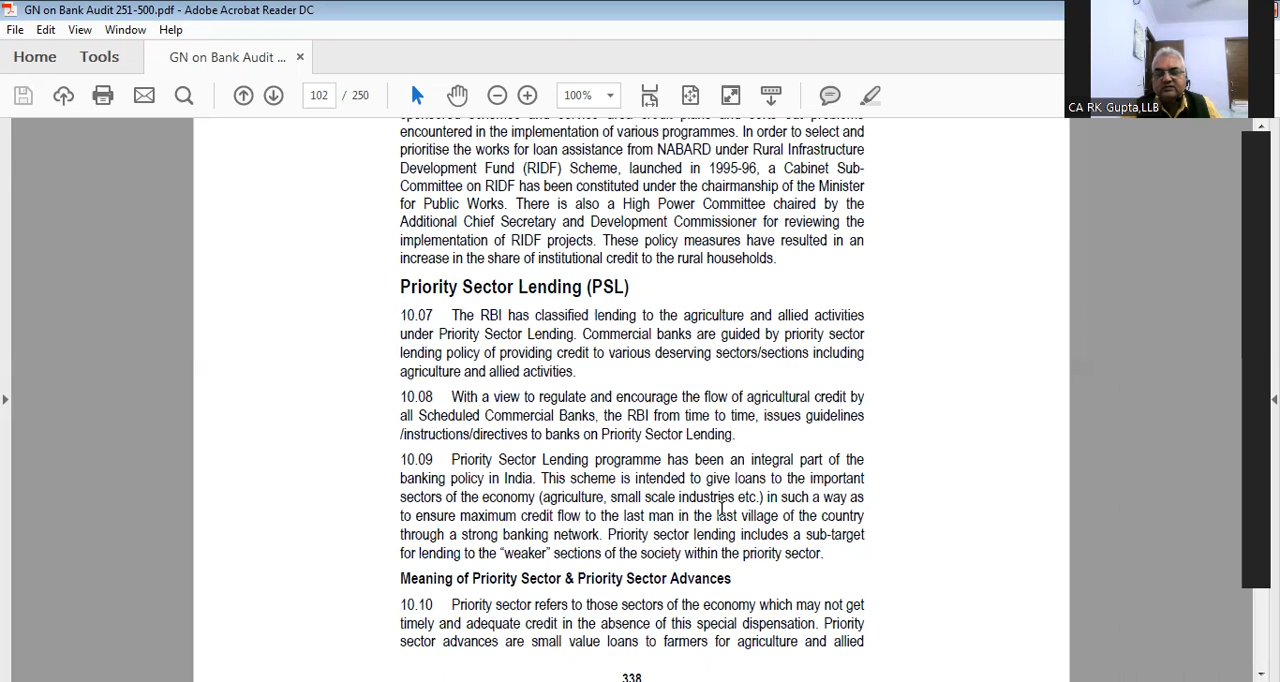 GN on Bank Audit 251-500.pdf - Adobe Acrobat Reader DC
File Edit View Window Help
Home Tools GN on Bank Audit ... ×
102 / 250 100%
CA RK Gupta,LLB
encountered in the implementation of various programmes. In order to select and
prioritise the works for loan assistance from NABARD under Rural Infrastructure
Development Fund (RIDF) Scheme, launched in 1995-96, a Cabinet Sub-
Committee on RIDF has been constituted under the chairmanship of the Minister
for Public Works. There is also a High Power Committee chaired by the
Additional Chief Secretary and Development Commissioner for reviewing the
implementation of RIDF projects. These policy measures have resulted in an
increase in the share of institutional credit to the rural households.
Priority Sector Lending (PSL)
10.07 The RBI has classified lending to the agriculture and allied activities
under Priority Sector Lending. Commercial banks are guided by priority sector
lending policy of providing credit to various deserving sectors/sections including
agriculture and allied activities.
10.08 With a view to regulate and encourage the flow of agricultural credit by
all Scheduled Commercial Banks, the RBI from time to time, issues guidelines
/instructions/directives to banks on Priority Sector Lending.
10.09 Priority Sector Lending programme has been an integral part of the
banking policy in India. This scheme is intended to give loans to the important
sectors of the economy (agriculture, small scale industries etc.) in such a way as
to ensure maximum credit flow to the last man in the last village of the country
through a strong banking network. Priority sector lending includes a sub-target
for lending to the “weaker” sections of the society within the priority sector.
Meaning of Priority Sector & Priority Sector Advances
10.10 Priority sector refers to those sectors of the economy which may not get
timely and adequate credit in the absence of this special dispensation. Priority
sector advances are small value loans to farmers for agriculture and allied
338